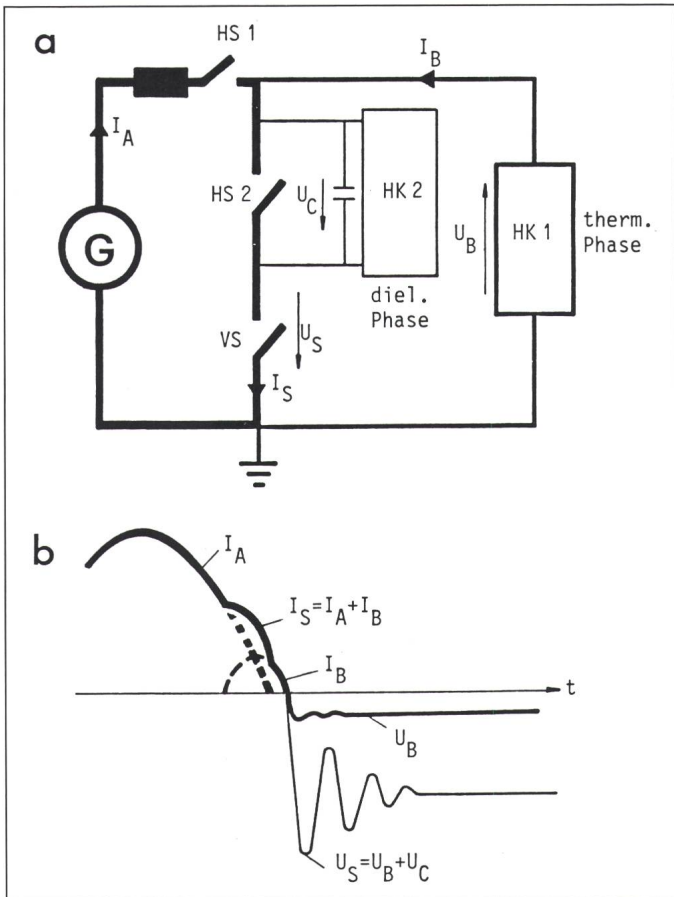 a
HS 1
I_B
I_A
HS 2
U_C
HK 2
U_B
HK 1
therm.
Phase
G
diel.
Phase
VS
U_S
I_S
b
I_A
I_S=I_A+I_B
I_B
t
U_B
U_S=U_B+U_C